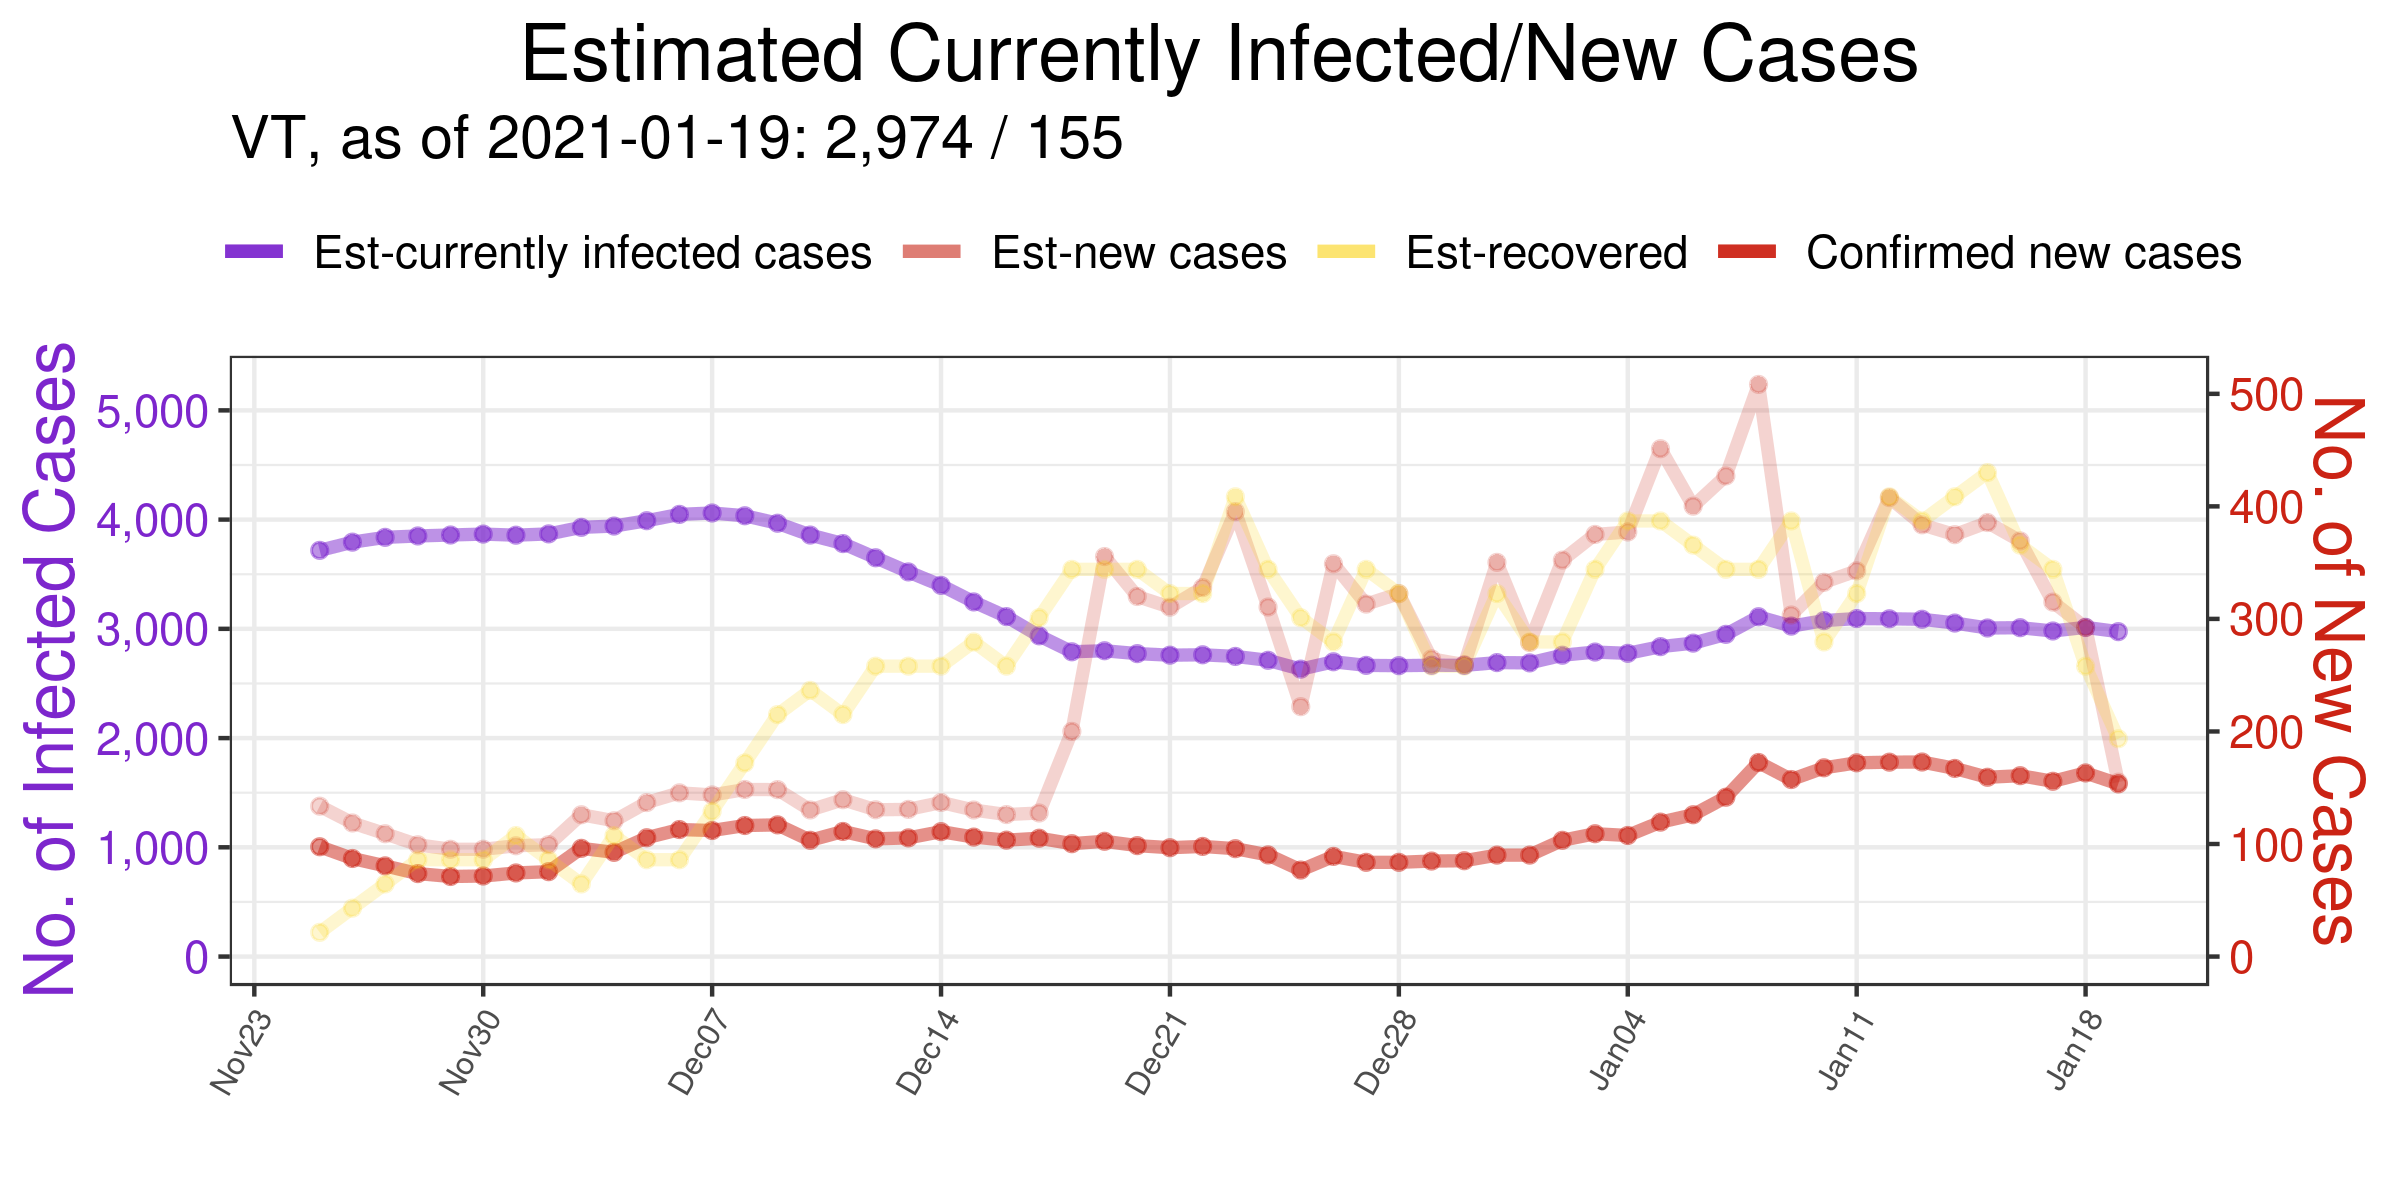 Estimated Currently Infected/New Cases
VT, as of 2021-01-19: 2,974 / 155
Est-currently infected cases
Est-new cases
Est-recovered
Confirmed new cases
No. of Infected Cases
5,000
4,000
3,000
2,000
1,000
0
500
400
300
200
100
0
No. of New Cases
Nov23
Nov30
Dec07
Dec14
Dec21
Dec28
Jan04
Jan11
Jan18